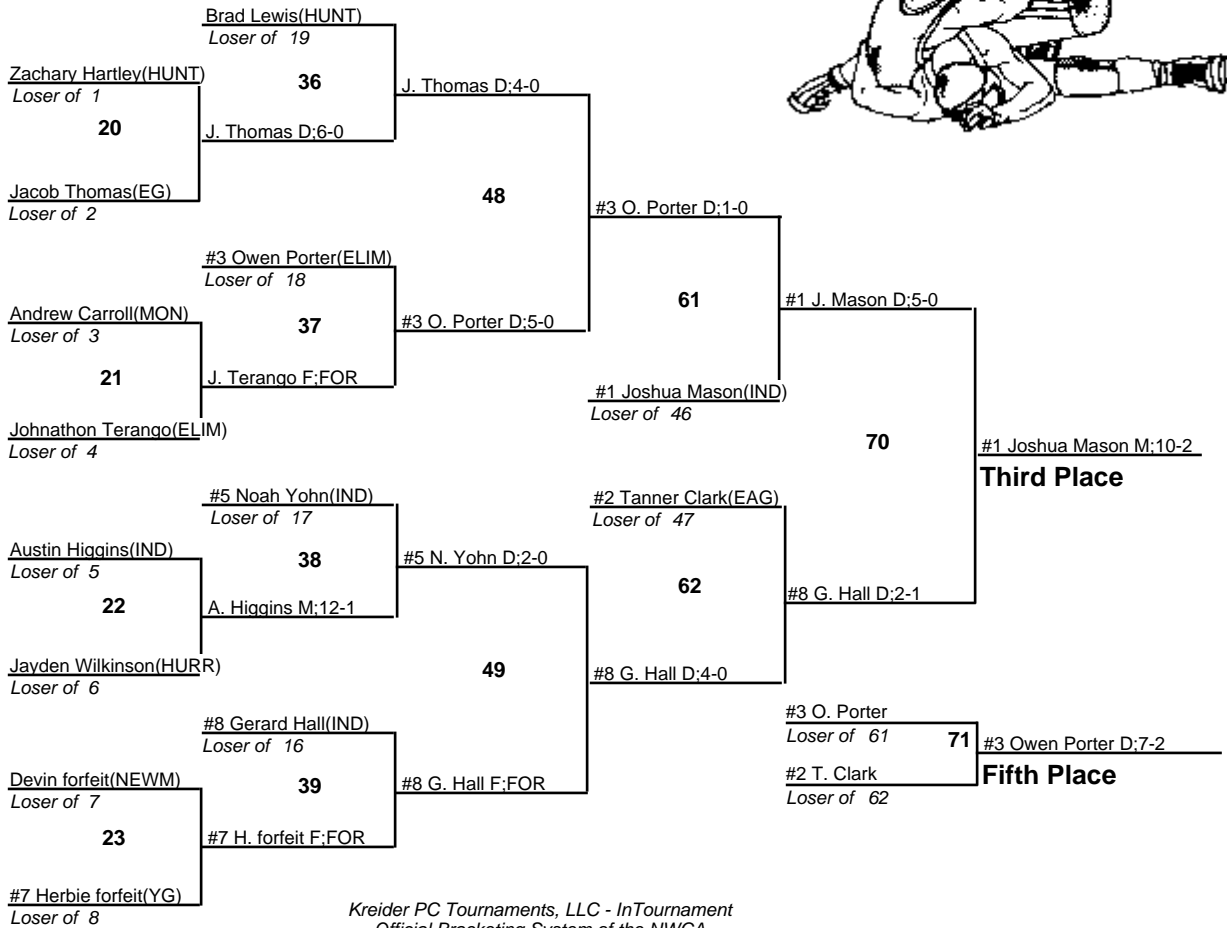 Brad Lewis(HUNT)
Loser of 19
Zachary Hartley(HUNT)
Loser of 1
36
J. Thomas D;4-0
20
J. Thomas D;6-0
Jacob Thomas(EG)
Loser of 2
48
#3 O. Porter D;1-0
#3 Owen Porter(ELIM)
Loser of 18
Andrew Carroll(MON)
Loser of 3
37
#3 O. Porter D;5-0
61
#1 J. Mason D;5-0
21
J. Terango F;FOR
#1 Joshua Mason(IND)
Loser of 46
Johnathon Terango(ELIM)
Loser of 4
70
#1 Joshua Mason M;10-2
Third Place
#5 Noah Yohn(IND)
Loser of 17
#2 Tanner Clark(EAG)
Loser of 47
Austin Higgins(IND)
Loser of 5
38
#5 N. Yohn D;2-0
62
#8 G. Hall D;2-1
22
A. Higgins M;12-1
Jayden Wilkinson(HURR)
Loser of 6
49
#8 G. Hall D;4-0
#8 Gerard Hall(IND)
Loser of 16
#3 O. Porter
Loser of 61
71
#3 Owen Porter D;7-2
Fifth Place
#2 T. Clark
Loser of 62
Devin forfeit(NEWM)
Loser of 7
39
#8 G. Hall F;FOR
23
#7 H. forfeit F;FOR
#7 Herbie forfeit(YG)
Loser of 8
Kreider PC Tournaments, LLC - InTournament
Official Bracketing System of the NWCA